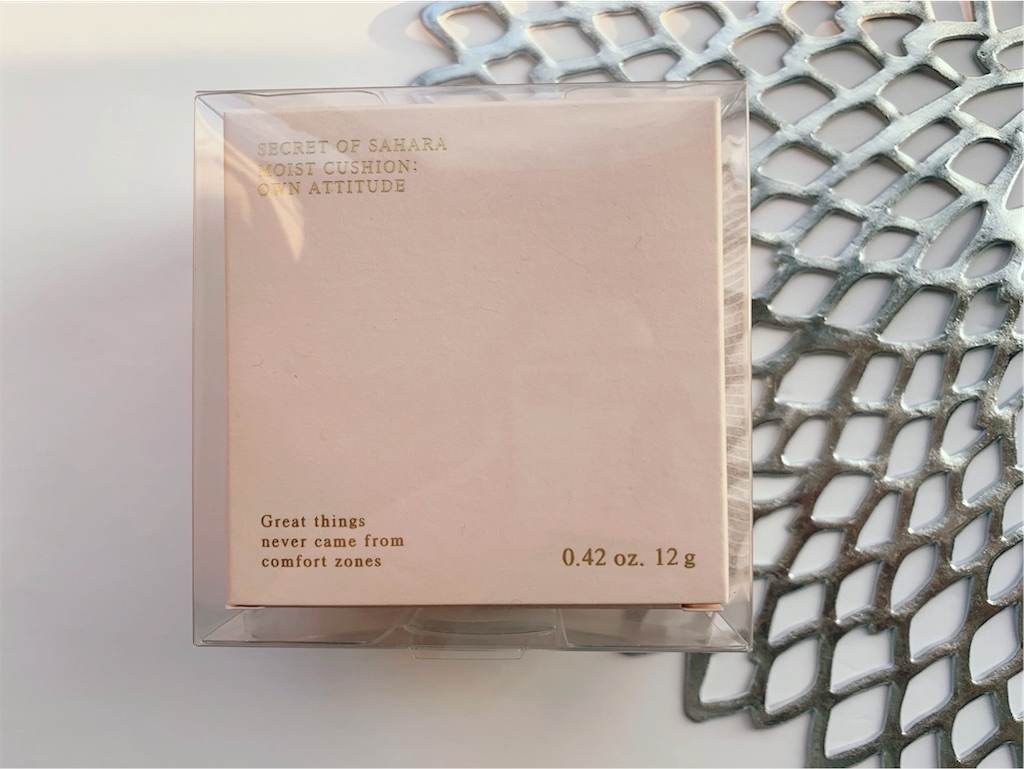 SECRET OF SAHARA
MOIST CUSHION:
OWN ATTITUDE
Great things
never came from
comfort zones
0.42 oz. 12 g